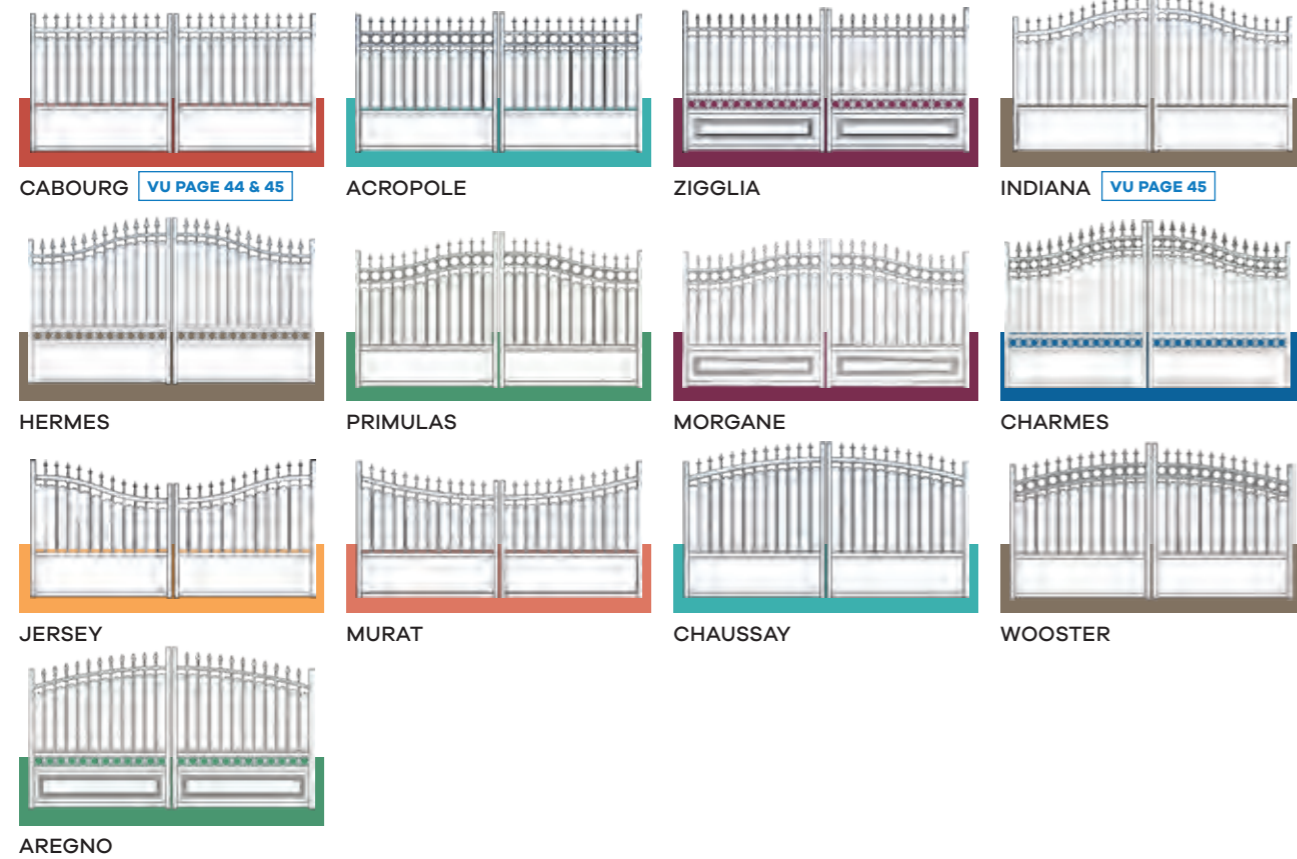 CABOURG VU PAGE 44 & 45
ACROPOLE
ZIGGLIA
INDIANA VU PAGE 45
HERMES
PRIMULAS
MORGANE
CHARMES
JERSEY
MURAT
CHAUSSAY
WOOSTER
AREGNO